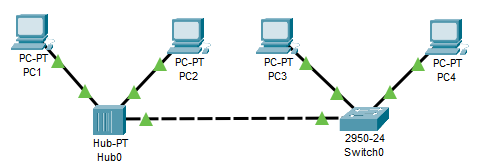 PC-PT
PC1
PC-PT
PC2
PC-PT
PC3
PC-PT
PC4
Hub-PT
Hub0
2950-24
Switch0